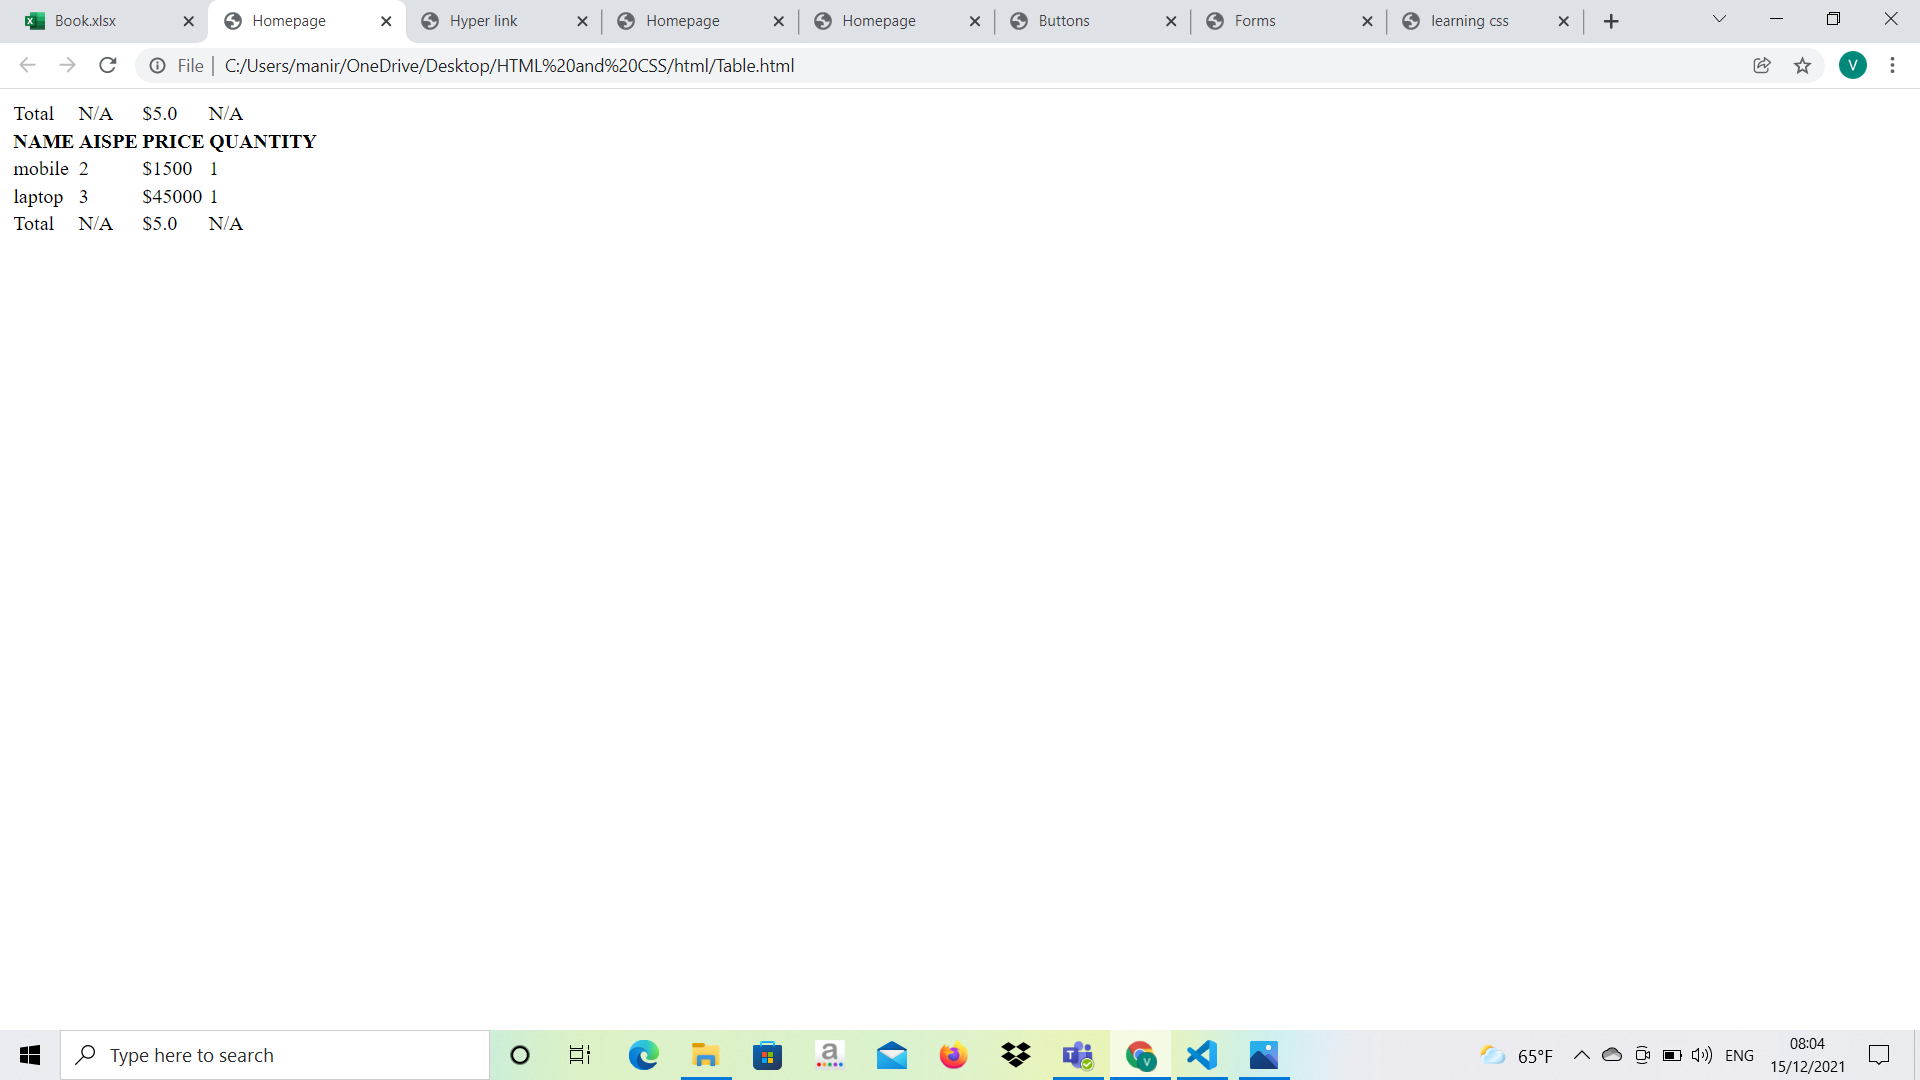 Book.xlsx
Homepage
Hyper link
Homepage
Homepage
Buttons
Forms
learning css
File
C:/Users/manir/OneDrive/Desktop/HTML%20and%20CSS/html/Table.html
V
Total N/A $5.0 N/A
NAME AISPE PRICE QUANTITY
mobile 2 $1500 1
laptop 3 $45000 1
Total N/A $5.0 N/A
Type here to search
a
T
V
65°F
ENG
08:04
15/12/2021